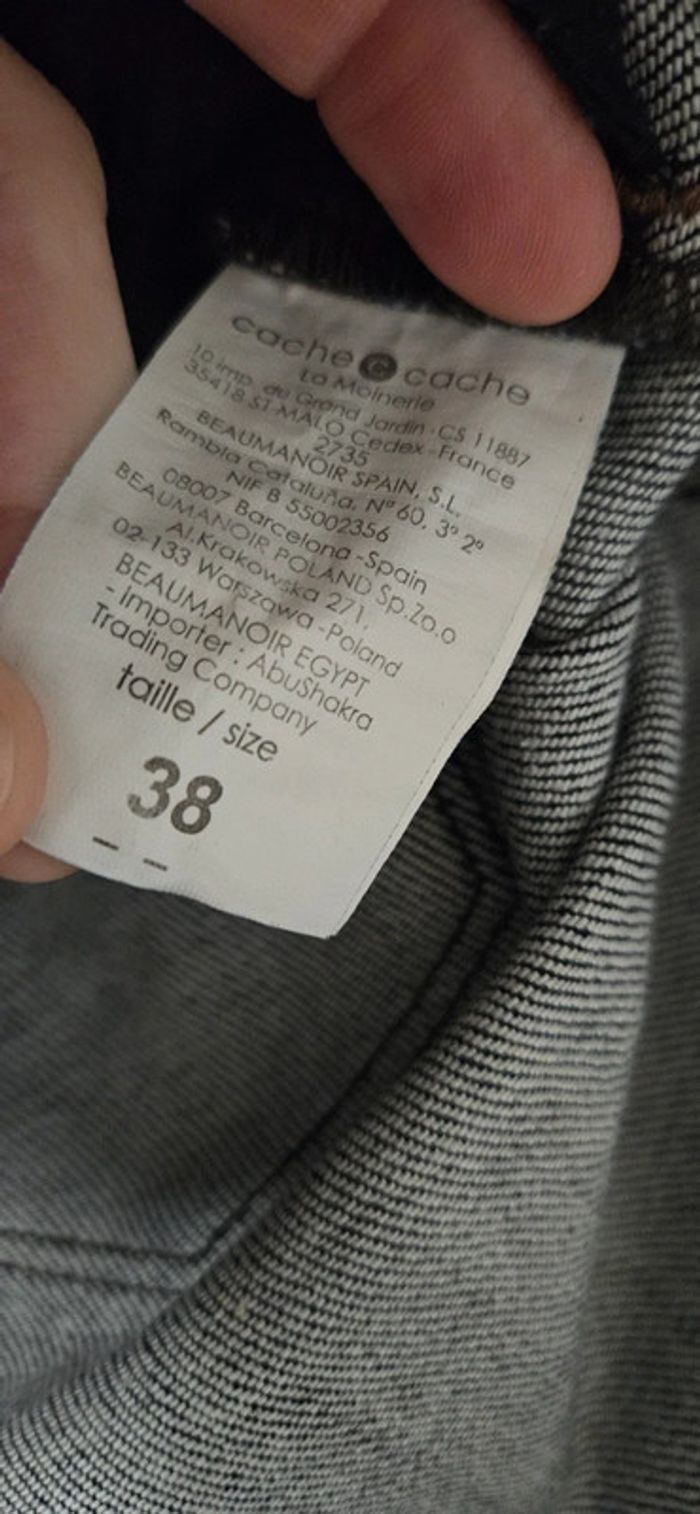 cache cache
La Moinerie
10 imp. du Grand Jardin · CS 11887
35418 ST MALO Cedex - France
2735
BEAUMANOIR SPAIN, S.L.
Rambla Cataluña, Nº 60, 3º 2º
NIF B 55002356
08007 Barcelona - Spain
BEAUMANOIR POLAND Sp.Zo.o
Al.Krakowska 271,
02-133 Warszawa - Poland
BEAUMANOIR EGYPT
- Importer : AbuShakra
Trading Company
taille / size
38